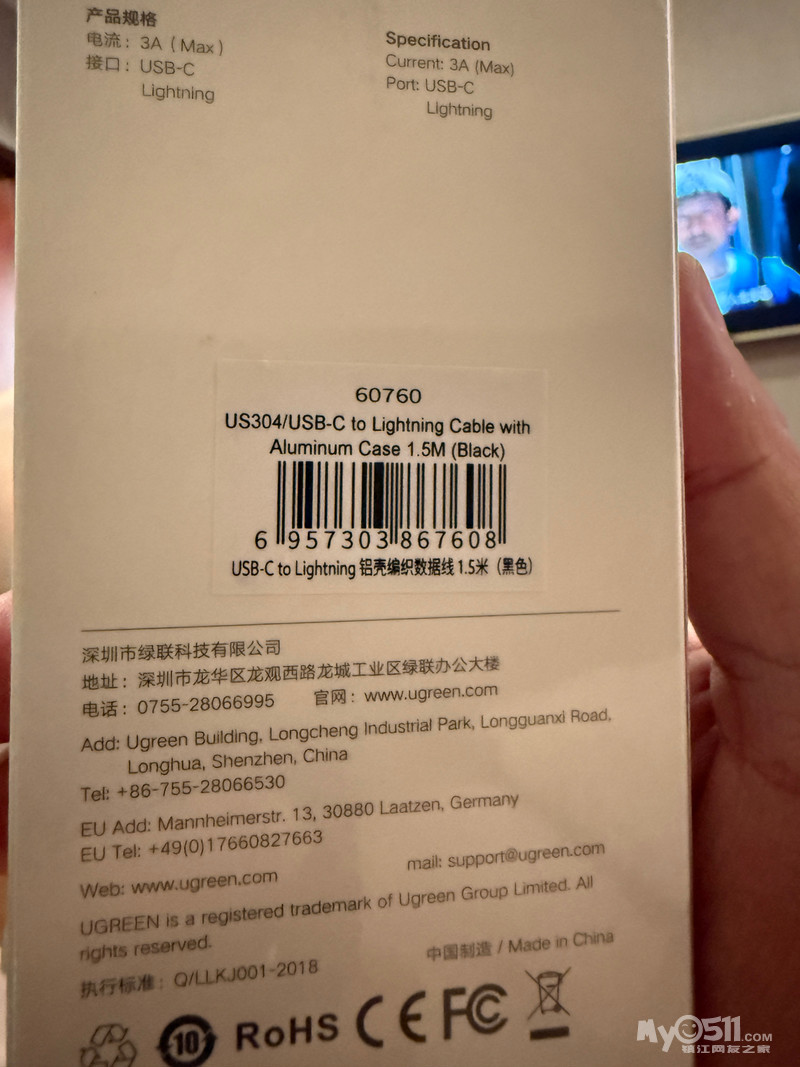 产品规格
电流：3A（Max）
接口：USB-C
Lightning
Specification
Current: 3A (Max)
Port: USB-C
Lightning
60760
US304/USB-C to Lightning Cable with
Aluminum Case 1.5M (Black)
6 957303 867608
USB-C to Lightning 铝壳编织数据线 1.5米（黑色）
深圳市绿联科技有限公司
地址：深圳市龙华区龙观西路龙城工业区绿联办公大楼
电话：0755-28066995 官网：www.ugreen.com
Add: Ugreen Building, Longcheng Industrial Park, Longguanxi Road,
Longhua, Shenzhen, China
Tel: +86-755-28066530
EU Add: Mannheimerstr. 13, 30880 Laatzen, Germany
EU Tel: +49(0)17660827663
Web: www.ugreen.com mail: support@ugreen.com
UGREEN is a registered trademark of Ugreen Group Limited. All
rights reserved.
中国制造 / Made in China
执行标准：Q/LLKJ001-2018
10 RoHS CE FC
My0511.COM
镇江网友之家